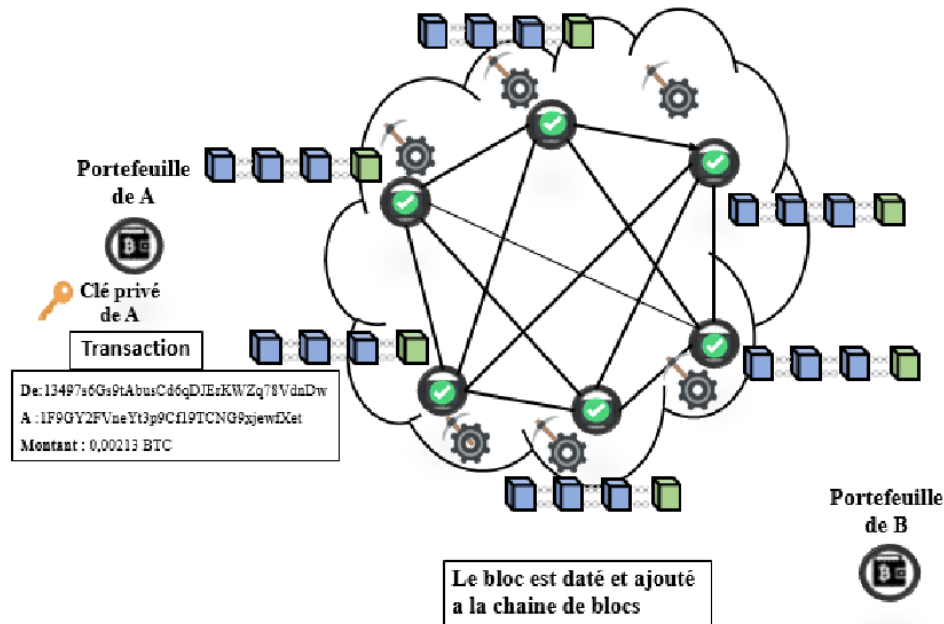 Portefeuille
de A
Clé privé
de A
Transaction
De:13497s6Gs9tAbusCd6qDJErKWZq78VdnDw
A : 1F9GY2FVneYt3p9Cf19TCNG9xjewfXet
Montant : 0,00213 BTC
Portefeuille
de B
Le bloc est daté et ajouté
a la chaine de blocs